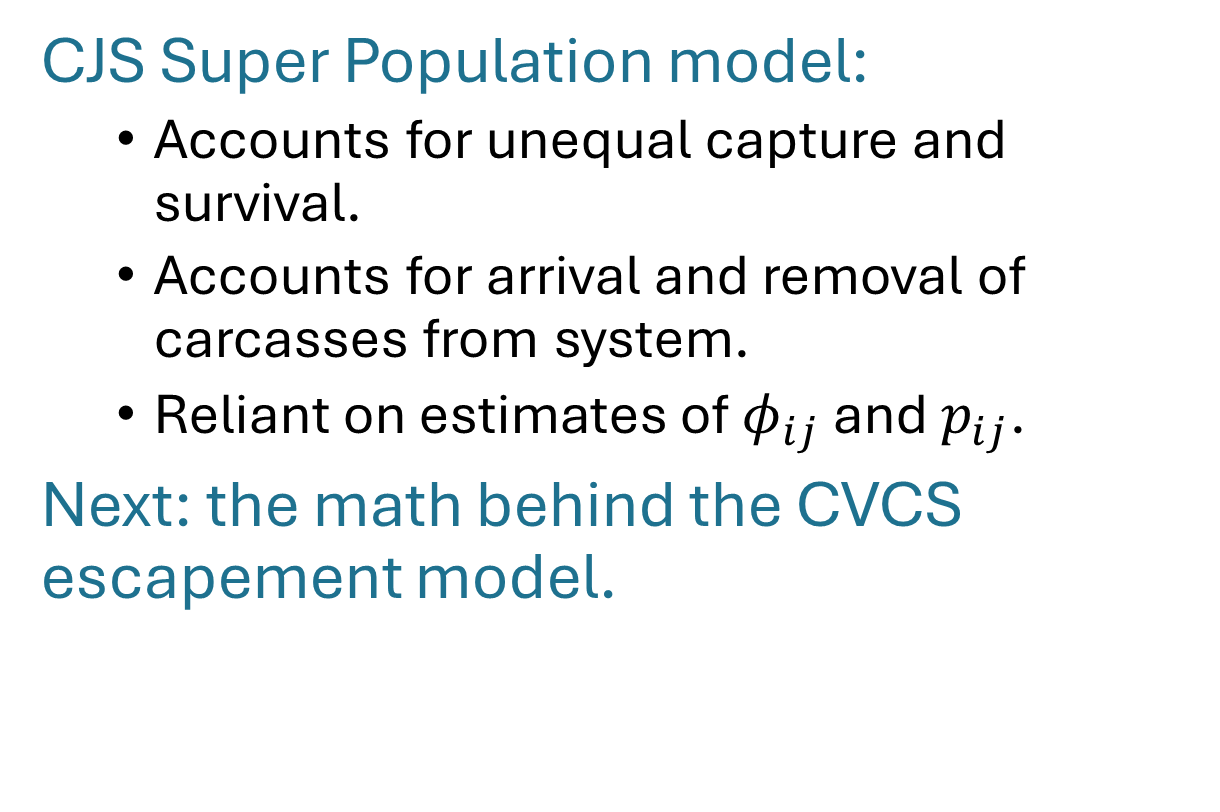 CJS Super Population model:
• Accounts for unequal capture and
survival.
• Accounts for arrival and removal of
carcasses from system.
• Reliant on estimates of 𝜙ᵢⱼ and 𝑝ᵢⱼ.
Next: the math behind the CVCS
escapement model.